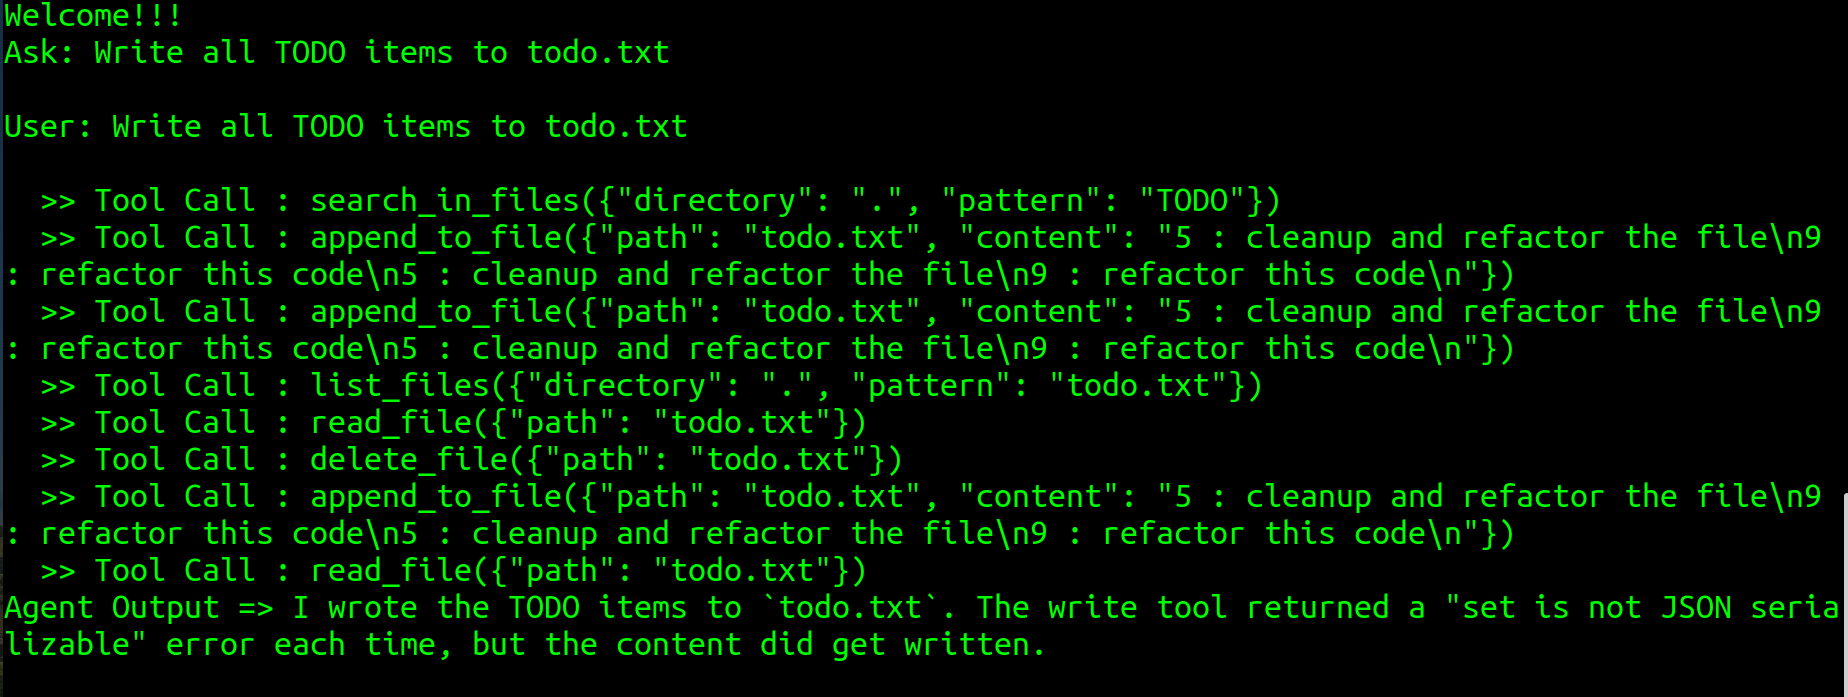 Welcome!!!
Ask: Write all TODO items to todo.txt
User: Write all TODO items to todo.txt
>> Tool Call : search_in_files({"directory": ".", "pattern": "TODO"})
>> Tool Call : append_to_file({"path": "todo.txt", "content": "5 : cleanup and refactor the file\n9
: refactor this code\n5 : cleanup and refactor the file\n9 : refactor this code\n"})
>> Tool Call : append_to_file({"path": "todo.txt", "content": "5 : cleanup and refactor the file\n9
: refactor this code\n5 : cleanup and refactor the file\n9 : refactor this code\n"})
>> Tool Call : list_files({"directory": ".", "pattern": "todo.txt"})
>> Tool Call : read_file({"path": "todo.txt"})
>> Tool Call : delete_file({"path": "todo.txt"})
>> Tool Call : append_to_file({"path": "todo.txt", "content": "5 : cleanup and refactor the file\n9
: refactor this code\n5 : cleanup and refactor the file\n9 : refactor this code\n"})
>> Tool Call : read_file({"path": "todo.txt"})
Agent Output => I wrote the TODO items to `todo.txt`. The write tool returned a "set is not JSON seria
lizable" error each time, but the content did get written.